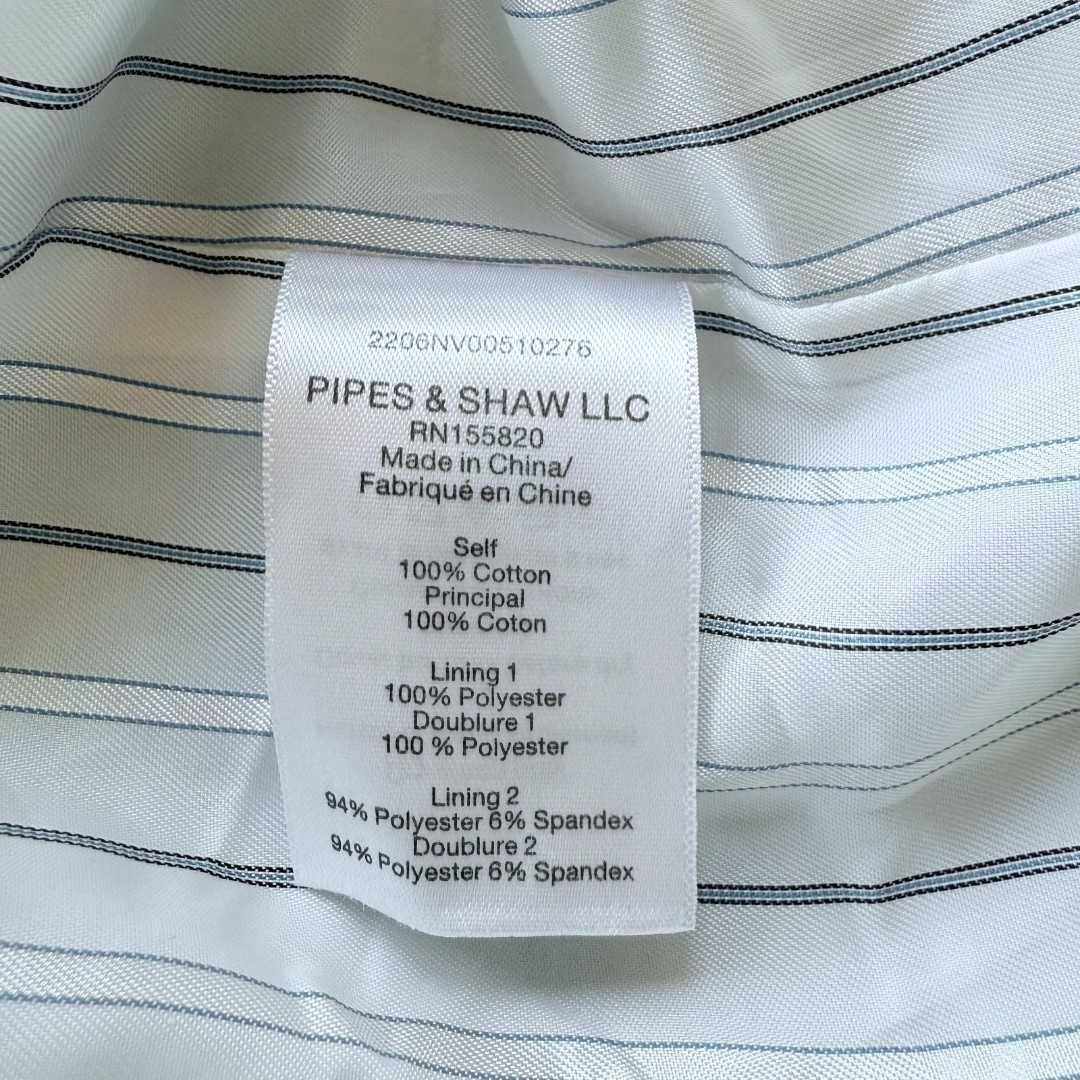 2206NV00510276
PIPES & SHAW LLC
RN155820
Made in China/
Fabriqué en Chine
Self
100% Cotton
Principal
100% Coton
Lining 1
100% Polyester
Doublure 1
100 % Polyester
Lining 2
94% Polyester 6% Spandex
Doublure 2
94% Polyester 6% Spandex